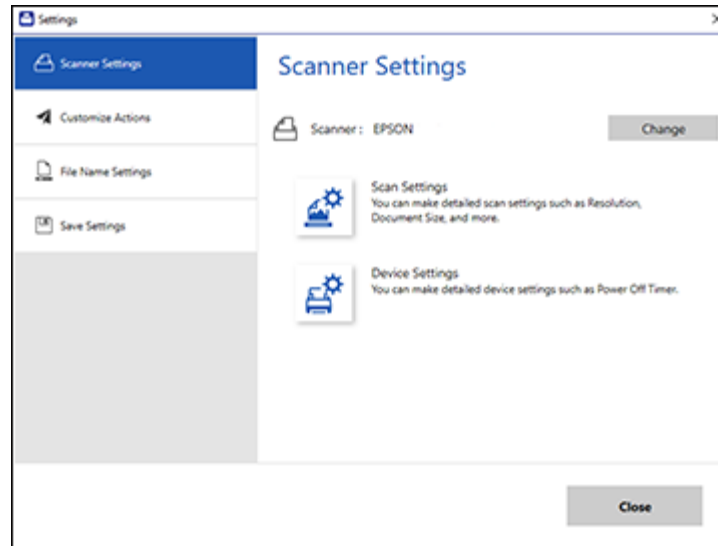 Settings
Scanner Settings
Customize Actions
File Name Settings
Save Settings
Scanner Settings
Scanner : EPSON
Change
Scan Settings
You can make detailed scan settings such as Resolution,
Document Size, and more.
Device Settings
You can make detailed device settings such as Power Off Timer.
Close